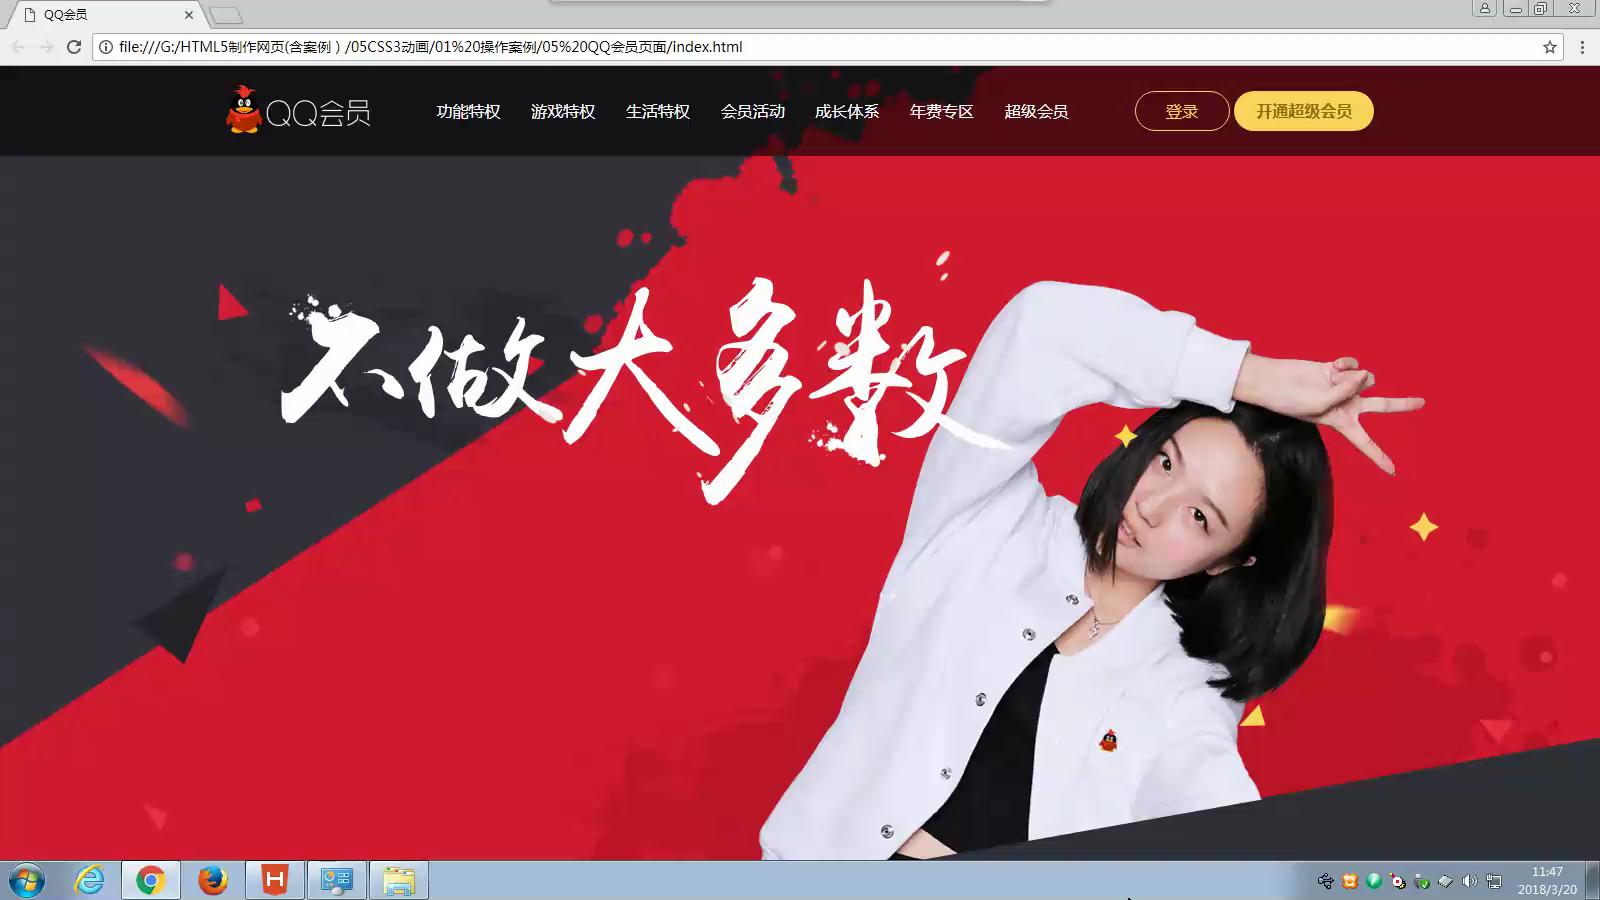 QQ会员
file:///G:/HTML5制作网页(含案例）/05CSS3动画/01%20操作案例/05%20QQ会员页面/index.html
QQ会员 功能特权 游戏特权 生活特权 会员活动 成长体系 年费专区 超级会员 登录 开通超级会员
不做大多数
11:47
2018/3/20